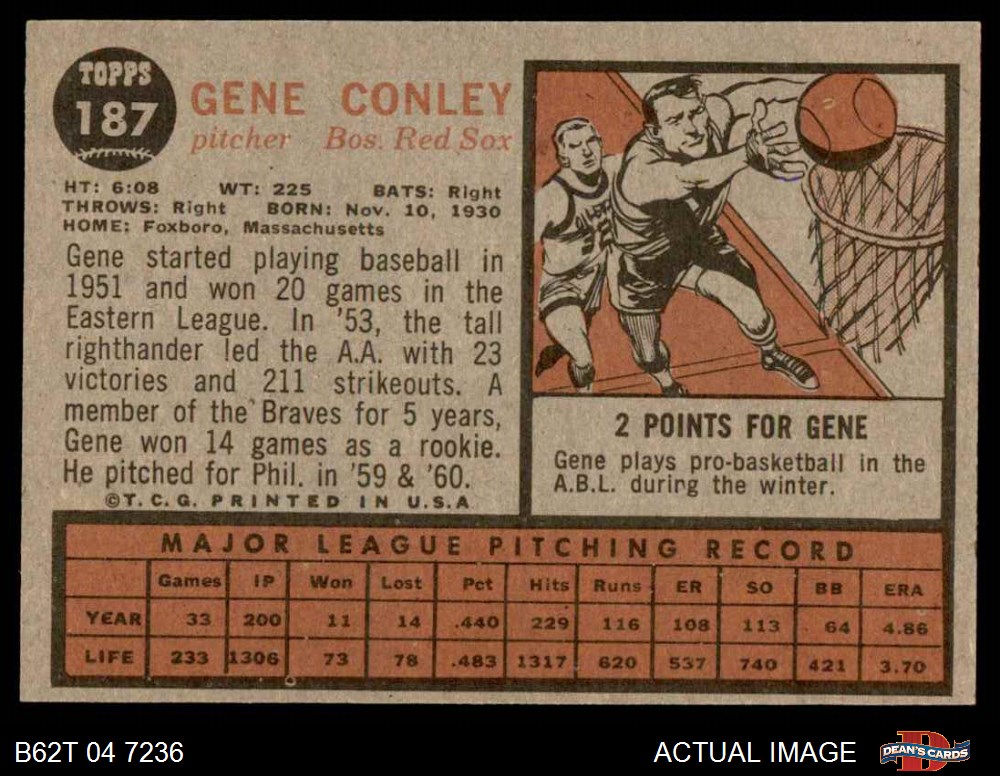 TOPPS
187
GENE CONLEY
pitcher Bos. Red Sox
HT: 6:08 WT: 225 BATS: Right
THROWS: Right BORN: Nov. 10, 1930
HOME: Foxboro, Massachusetts
Gene started playing baseball in
1951 and won 20 games in the
Eastern League. In '53, the tall
righthander led the A.A. with 23
victories and 211 strikeouts. A
member of the Braves for 5 years,
Gene won 14 games as a rookie.
He pitched for Phil. in '59 & '60.
©T.C.G. PRINTED IN U.S.A
2 POINTS FOR GENE
Gene plays pro-basketball in the
A.B.L. during the winter.
MAJOR LEAGUE PITCHING RECORD
Games IP Won Lost Pct Hits Runs ER SO BB ERA
YEAR 33 200 11 14 .440 229 116 108 113 64 4.86
LIFE 233 1306 73 78 .483 1317 620 537 740 421 3.70
B62T 04 7236
ACTUAL IMAGE
D
DEAN'S CARDS